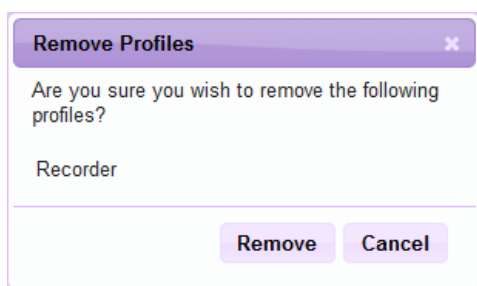 Remove Profiles
Are you sure you wish to remove the following
profiles?
Recorder
Remove Cancel